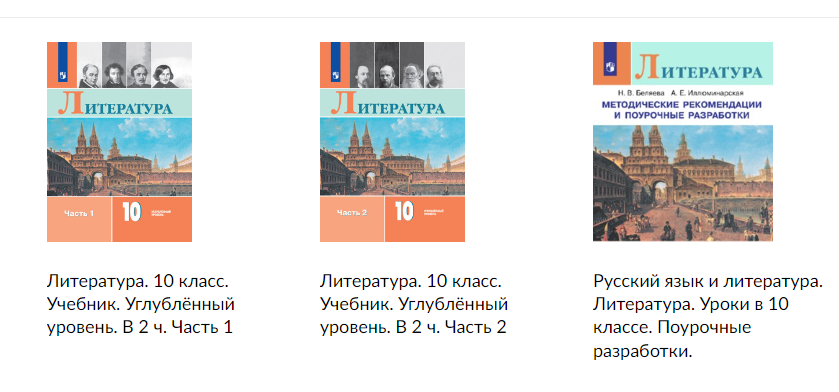 ЛИТЕРАТУРА
Часть 1
10
Литература. 10 класс.
Учебник. Углублённый
уровень. В 2 ч. Часть 1
ЛИТЕРАТУРА
Часть 2
10
Литература. 10 класс.
Учебник. Углублённый
уровень. В 2 ч. Часть 2
ЛИТЕРАТУРА
Н. В. Беляева А. Е. Иллюминарская
МЕТОДИЧЕСКИЕ РЕКОМЕНДАЦИИ
И ПОУРОЧНЫЕ РАЗРАБОТКИ
Русский язык и литература.
Литература. Уроки в 10
классе. Поурочные
разработки.